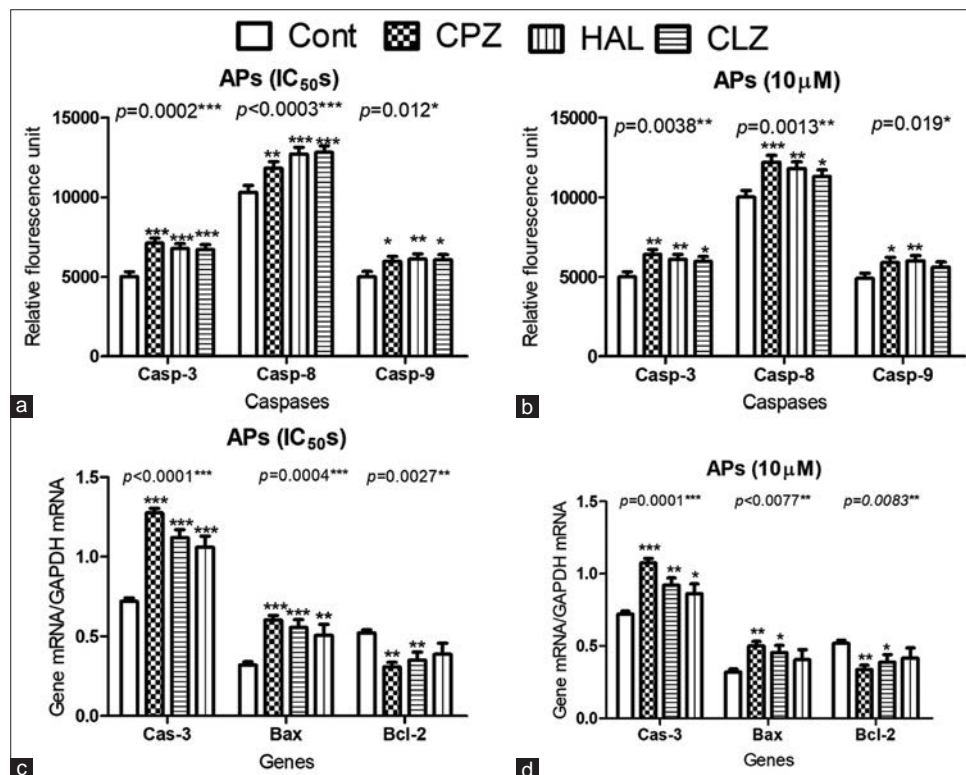 Cont CPZ HAL CLZ
APs (IC50s)
p=0.0002*** p<0.0003*** p=0.012*
Relative flourescence unit
15000
10000
5000
0
*** *** ***
** *** ***
* ** *
Casp-3 Casp-8 Casp-9
Caspases
a
APs (10μM)
p=0.0038** p=0.0013** p=0.019*
Relative flourescence unit
15000
10000
5000
0
** ** *
*** ** *
* **
Casp-3 Casp-8 Casp-9
Caspases
b
APs (IC50s)
p<0.0001*** p=0.0004*** p=0.0027**
Gene mRNA/GAPDH mRNA
1.5
1.0
0.5
0.0
*** *** ***
*** *** **
** **
Cas-3 Bax Bcl-2
Genes
c
APs (10μM)
p=0.0001*** p<0.0077** p=0.0083**
Gene mRNA/GAPDH mRNA
1.5
1.0
0.5
0.0
*** ** *
** *
** *
Cas-3 Bax Bcl-2
Genes
d